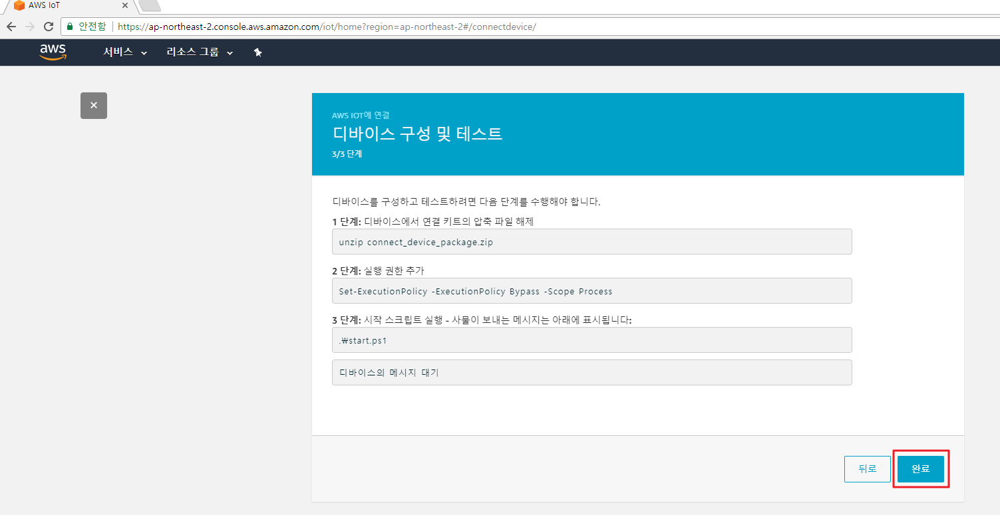 AWS IoT
안전함
https://ap-northeast-2.console.aws.amazon.com/iot/home?region=ap-northeast-2#/connectdevice/
aws 서비스 리소스 그룹
AWS IOT에 연결
디바이스 구성 및 테스트
3/3 단계
디바이스를 구성하고 테스트하려면 다음 단계를 수행해야 합니다.
1 단계: 디바이스에서 연결 키트의 압축 파일 해제
unzip connect_device_package.zip
2 단계: 실행 권한 추가
Set-ExecutionPolicy -ExecutionPolicy Bypass -Scope Process
3 단계: 시작 스크립트 실행 - 사물이 보내는 메시지는 아래에 표시됩니다:
.₩start.ps1
디바이스의 메시지 대기
뒤로 완료